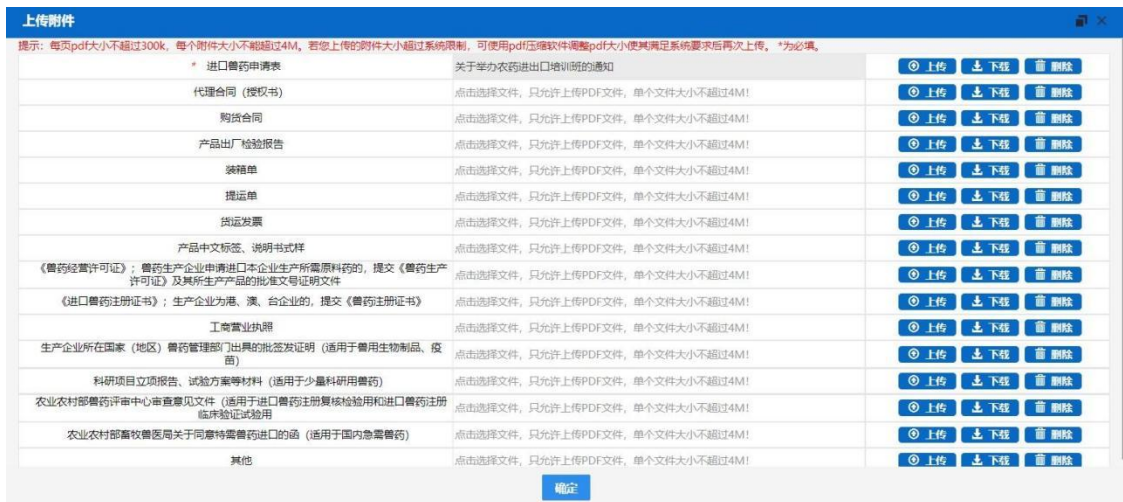 上传附件
提示：每页pdf大小不超过300k，每个附件大小不能超过4M。若您上传的附件大小超过系统限制，可使用pdf压缩软件调整pdf大小使其满足系统要求后再次上传。 *为必填。
* 进口兽药申请表 关于举办农药进出口培训班的通知 上传 下载 删除
代理合同（授权书） 点击选择文件，只允许上传PDF文件，单个文件大小不超过4M! 上传 下载 删除
购货合同 点击选择文件，只允许上传PDF文件，单个文件大小不超过4M! 上传 下载 删除
产品出厂检验报告 点击选择文件，只允许上传PDF文件，单个文件大小不超过4M! 上传 下载 删除
装箱单 点击选择文件，只允许上传PDF文件，单个文件大小不超过4M! 上传 下载 删除
提运单 点击选择文件，只允许上传PDF文件，单个文件大小不超过4M! 上传 下载 删除
货运发票 点击选择文件，只允许上传PDF文件，单个文件大小不超过4M! 上传 下载 删除
产品中文标签、说明书式样 点击选择文件，只允许上传PDF文件，单个文件大小不超过4M! 上传 下载 删除
《兽药经营许可证》；兽药生产企业申请进口本企业生产所需原料药的，提交《兽药生产
许可证》及其所生产产品的批准文号证明文件 点击选择文件，只允许上传PDF文件，单个文件大小不超过4M! 上传 下载 删除
《进口兽药注册证书》；生产企业为港、澳、台企业的，提交《兽药注册证书》 点击选择文件，只允许上传PDF文件，单个文件大小不超过4M! 上传 下载 删除
工商营业执照 点击选择文件，只允许上传PDF文件，单个文件大小不超过4M! 上传 下载 删除
生产企业所在国家（地区）兽药管理部门出具的批签发证明（适用于兽用生物制品、疫
苗） 点击选择文件，只允许上传PDF文件，单个文件大小不超过4M! 上传 下载 删除
科研项目立项报告、试验方案等材料（适用于少量科研用兽药） 点击选择文件，只允许上传PDF文件，单个文件大小不超过4M! 上传 下载 删除
农业农村部兽药评审中心审查意见文件（适用于进口兽药注册复核检验用和进口兽药注册
临床验证试验用 点击选择文件，只允许上传PDF文件，单个文件大小不超过4M! 上传 下载 删除
农业农村部畜牧兽医局关于同意特需兽药进口的函（适用于国内急需兽药） 点击选择文件，只允许上传PDF文件，单个文件大小不超过4M! 上传 下载 删除
其他 点击选择文件，只允许上传PDF文件，单个文件大小不超过4M! 上传 下载 删除
确定